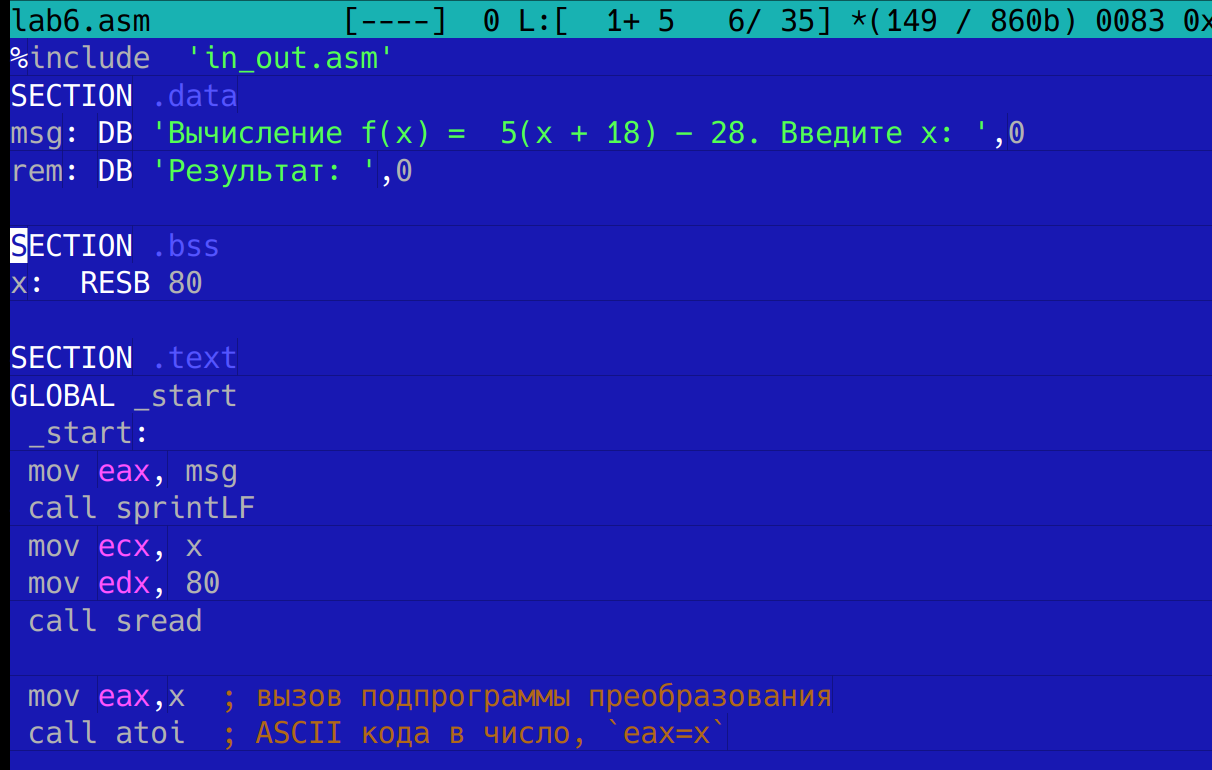 lab6.asm           [----]  0 L:[  1+ 5   6/ 35] *(149 / 860b) 0083 0x
%include  'in_out.asm'
SECTION .data
msg: DB 'Вычисление f(x) =  5(x + 18) − 28. Введите x: ',0
rem: DB 'Результат: ',0
SECTION .bss
x:  RESB 80
SECTION .text
GLOBAL _start
 _start:
 mov eax, msg
 call sprintLF
 mov ecx, x
 mov edx, 80
 call sread
 mov eax,x  ; вызов подпрограммы преобразования
 call atoi  ; ASCII кода в число, `eax=x`